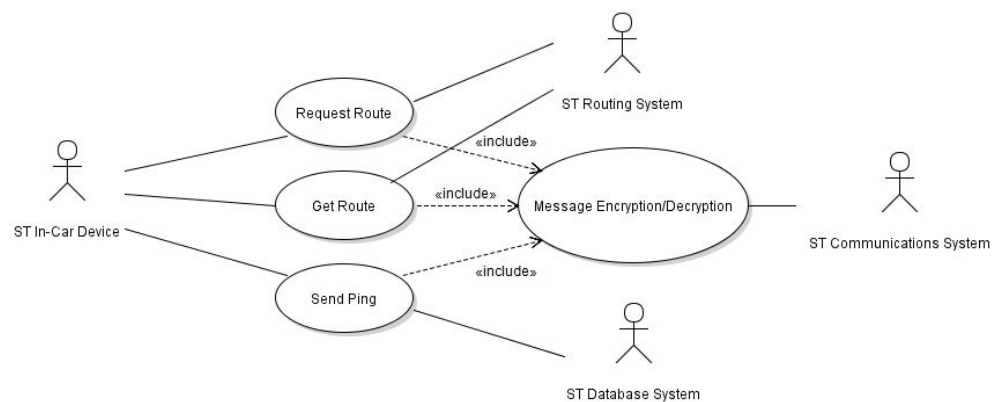 ST Routing System
Request Route
«include»
ST In-Car Device
Get Route
«include»
Message Encryption/Decryption
ST Communications System
«include»
Send Ping
ST Database System